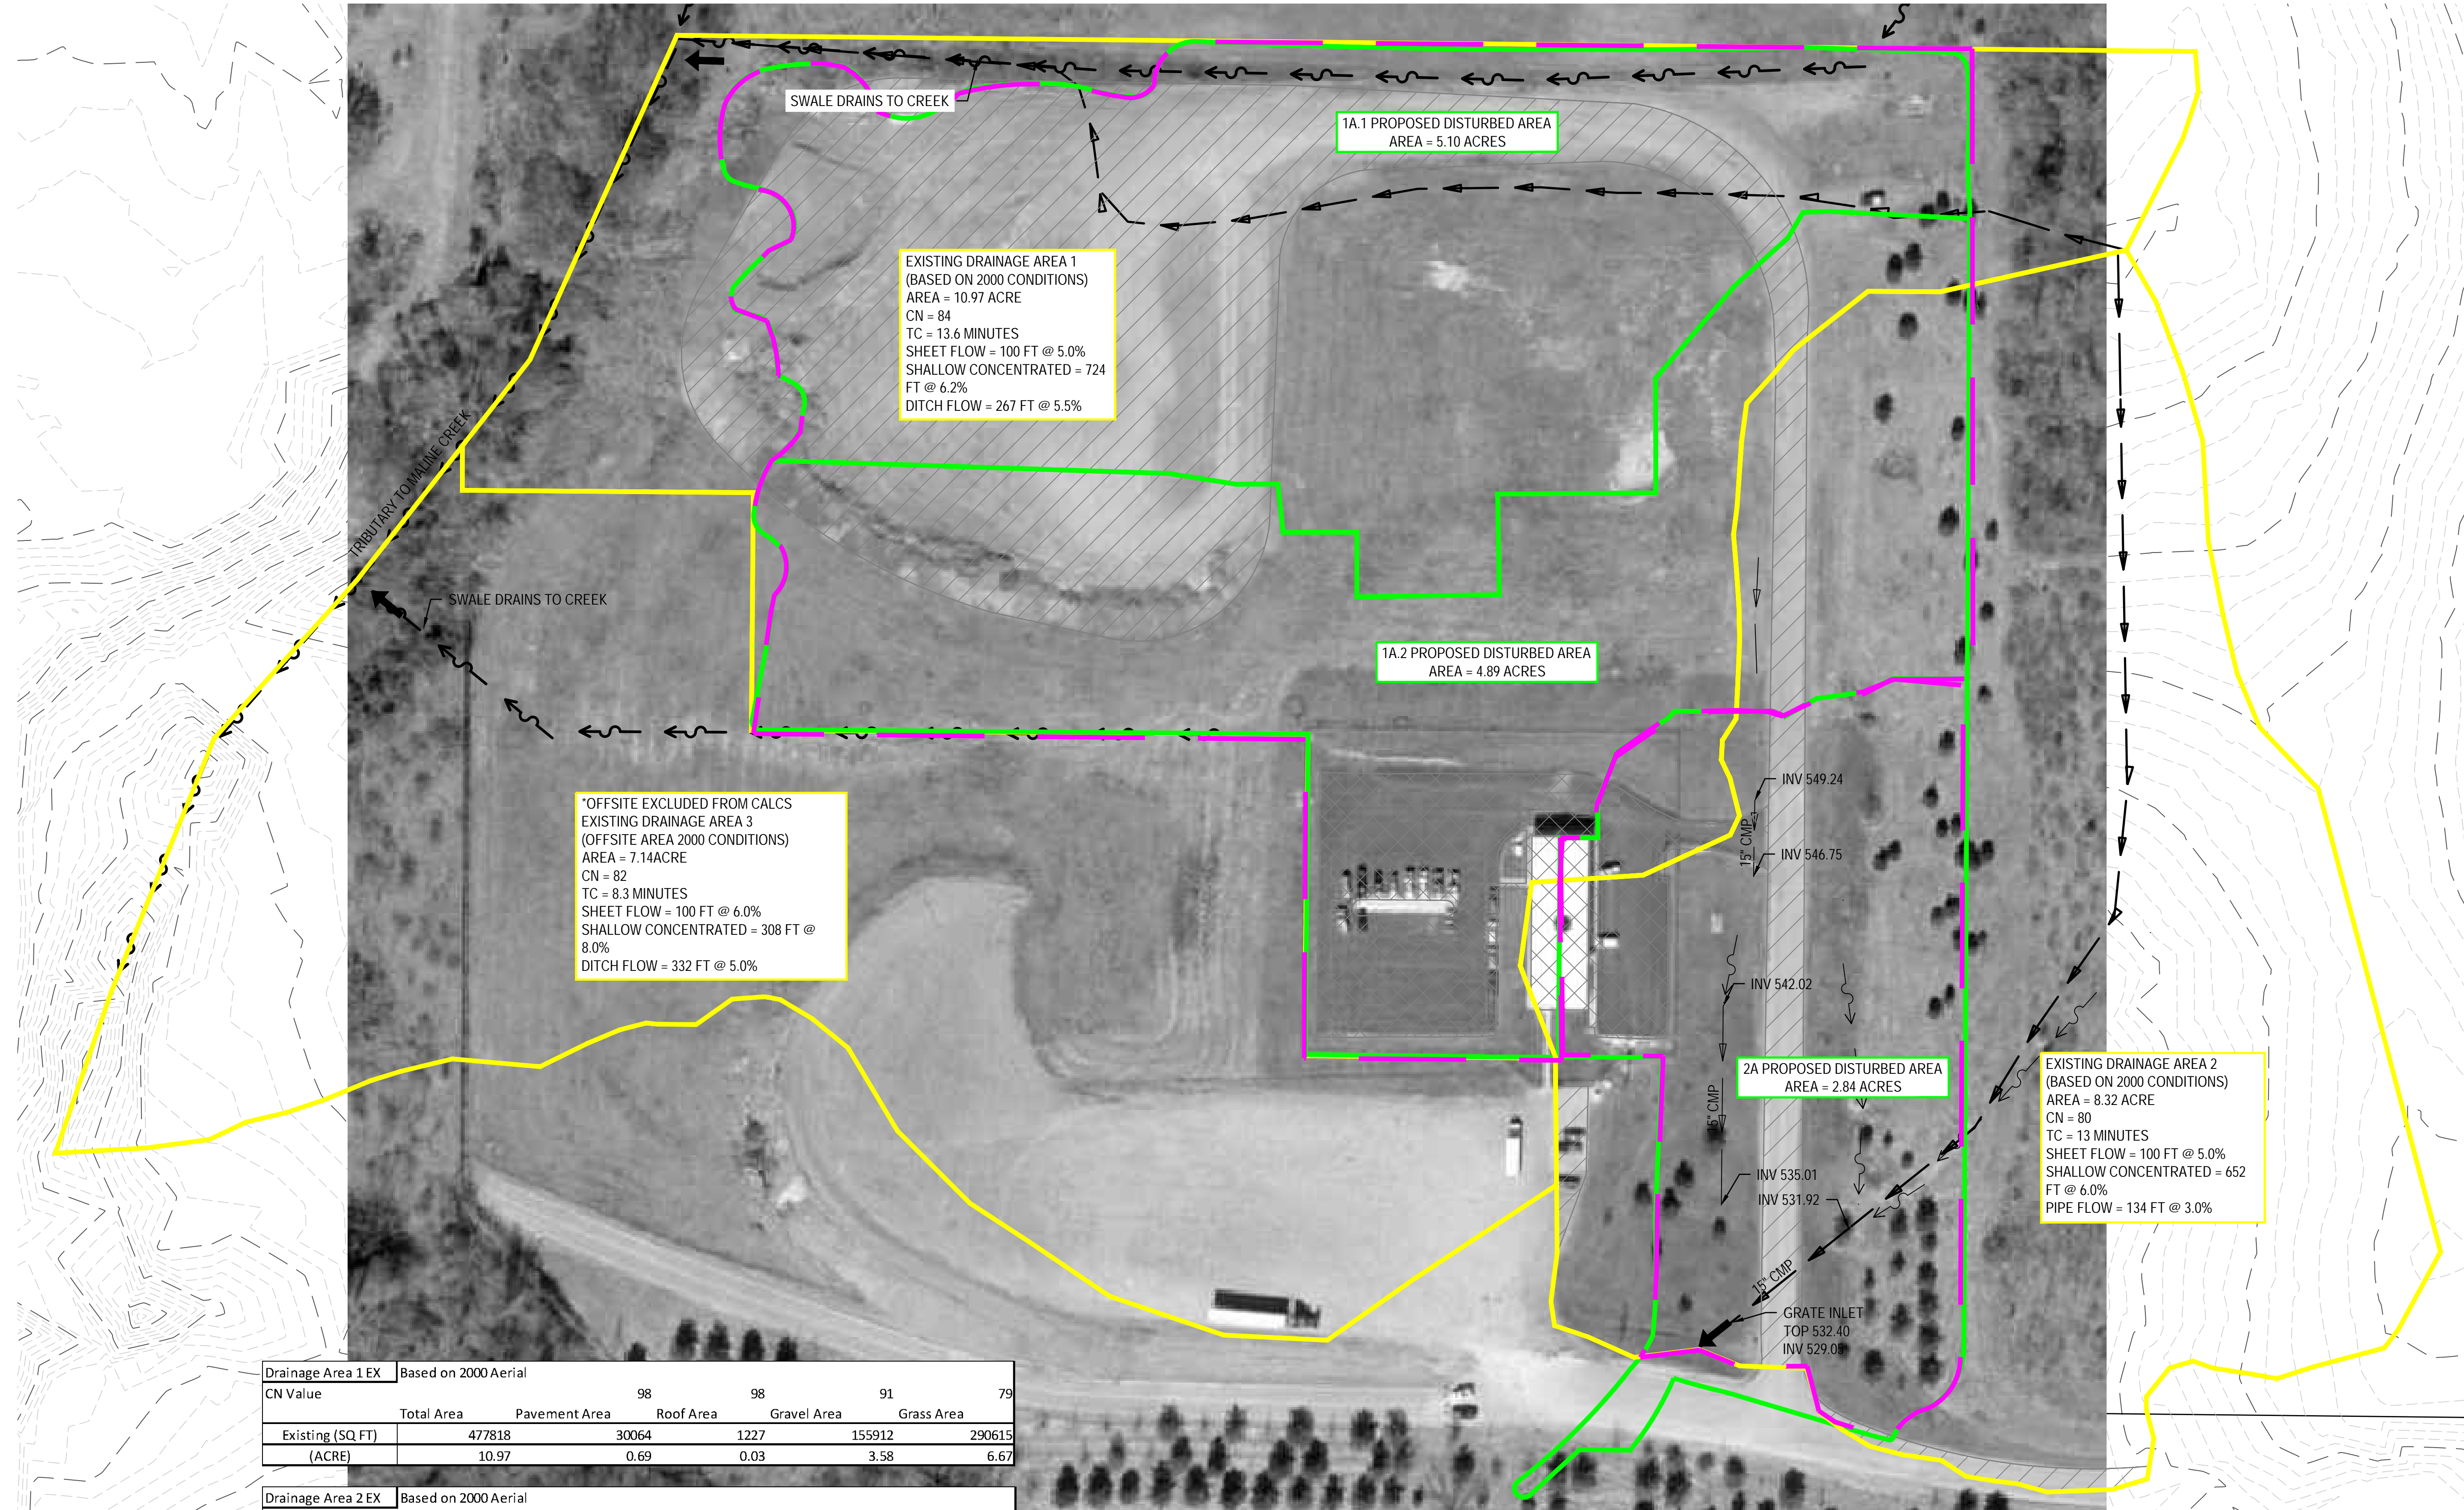 SWALE DRAINS TO CREEK
1A.1 PROPOSED DISTURBED AREA
AREA = 5.10 ACRES
EXISTING DRAINAGE AREA 1
(BASED ON 2000 CONDITIONS)
AREA = 10.97 ACRE
CN = 84
TC = 13.6 MINUTES
SHEET FLOW = 100 FT @ 5.0%
SHALLOW CONCENTRATED = 724
FT @ 6.2%
DITCH FLOW = 267 FT @ 5.5%
TRIBUTARY TO MALINE CREEK
SWALE DRAINS TO CREEK
1A.2 PROPOSED DISTURBED AREA
AREA = 4.89 ACRES
*OFFSITE EXCLUDED FROM CALCS
EXISTING DRAINAGE AREA 3
(OFFSITE AREA 2000 CONDITIONS)
AREA = 7.14ACRE
CN = 82
TC = 8.3 MINUTES
SHEET FLOW = 100 FT @ 6.0%
SHALLOW CONCENTRATED = 308 FT @
8.0%
DITCH FLOW = 332 FT @ 5.0%
INV 549.24
15" CMP
INV 546.75
INV 542.02
15" CMP
2A PROPOSED DISTURBED AREA
AREA = 2.84 ACRES
EXISTING DRAINAGE AREA 2
(BASED ON 2000 CONDITIONS)
AREA = 8.32 ACRE
CN = 80
TC = 13 MINUTES
SHEET FLOW = 100 FT @ 5.0%
SHALLOW CONCENTRATED = 652
FT @ 6.0%
PIPE FLOW = 134 FT @ 3.0%
INV 535.01
INV 531.92
15" CMP
GRATE INLET
TOP 532.40
INV 529.05
Drainage Area 1 EX Based on 2000 Aerial
CN Value 98 98 91 79
Total Area Pavement Area Roof Area Gravel Area Grass Area
Existing (SQ FT) 477818 30064 1227 155912 290615
(ACRE) 10.97 0.69 0.03 3.58 6.67
Drainage Area 2 EX Based on 2000 Aerial